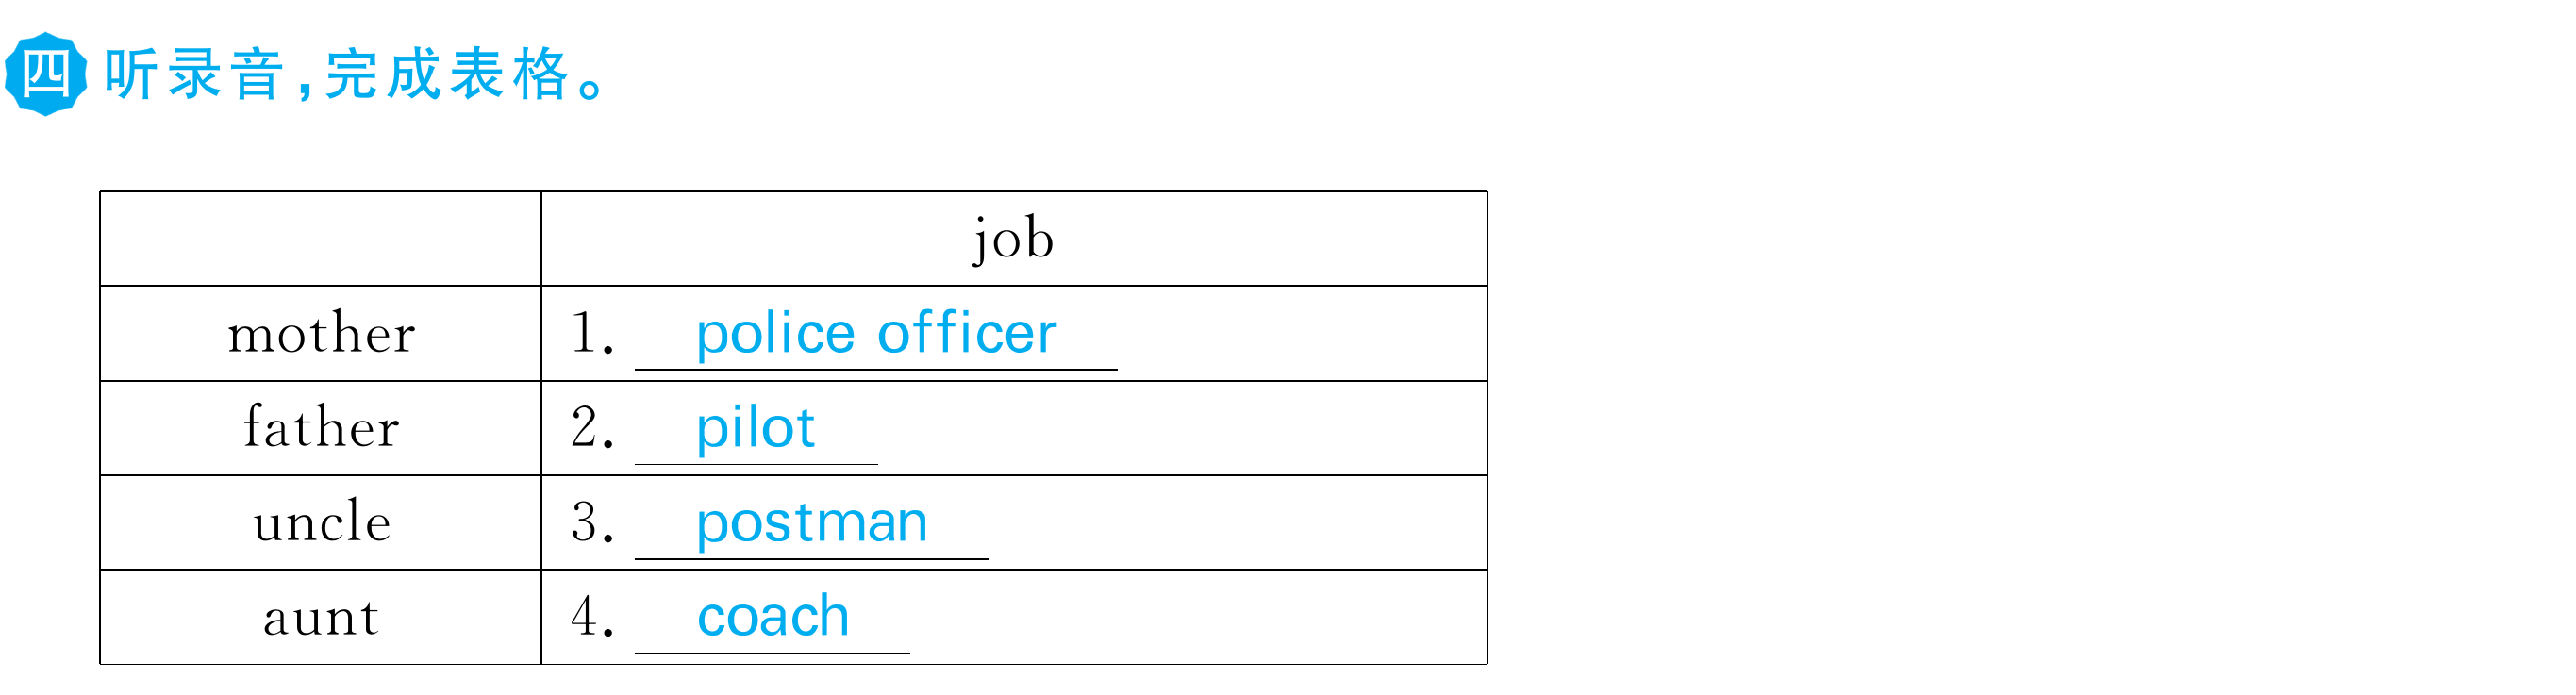 四 听录音,完成表格。
job
mother 1. police officer
father 2. pilot
uncle 3. postman
aunt 4. coach